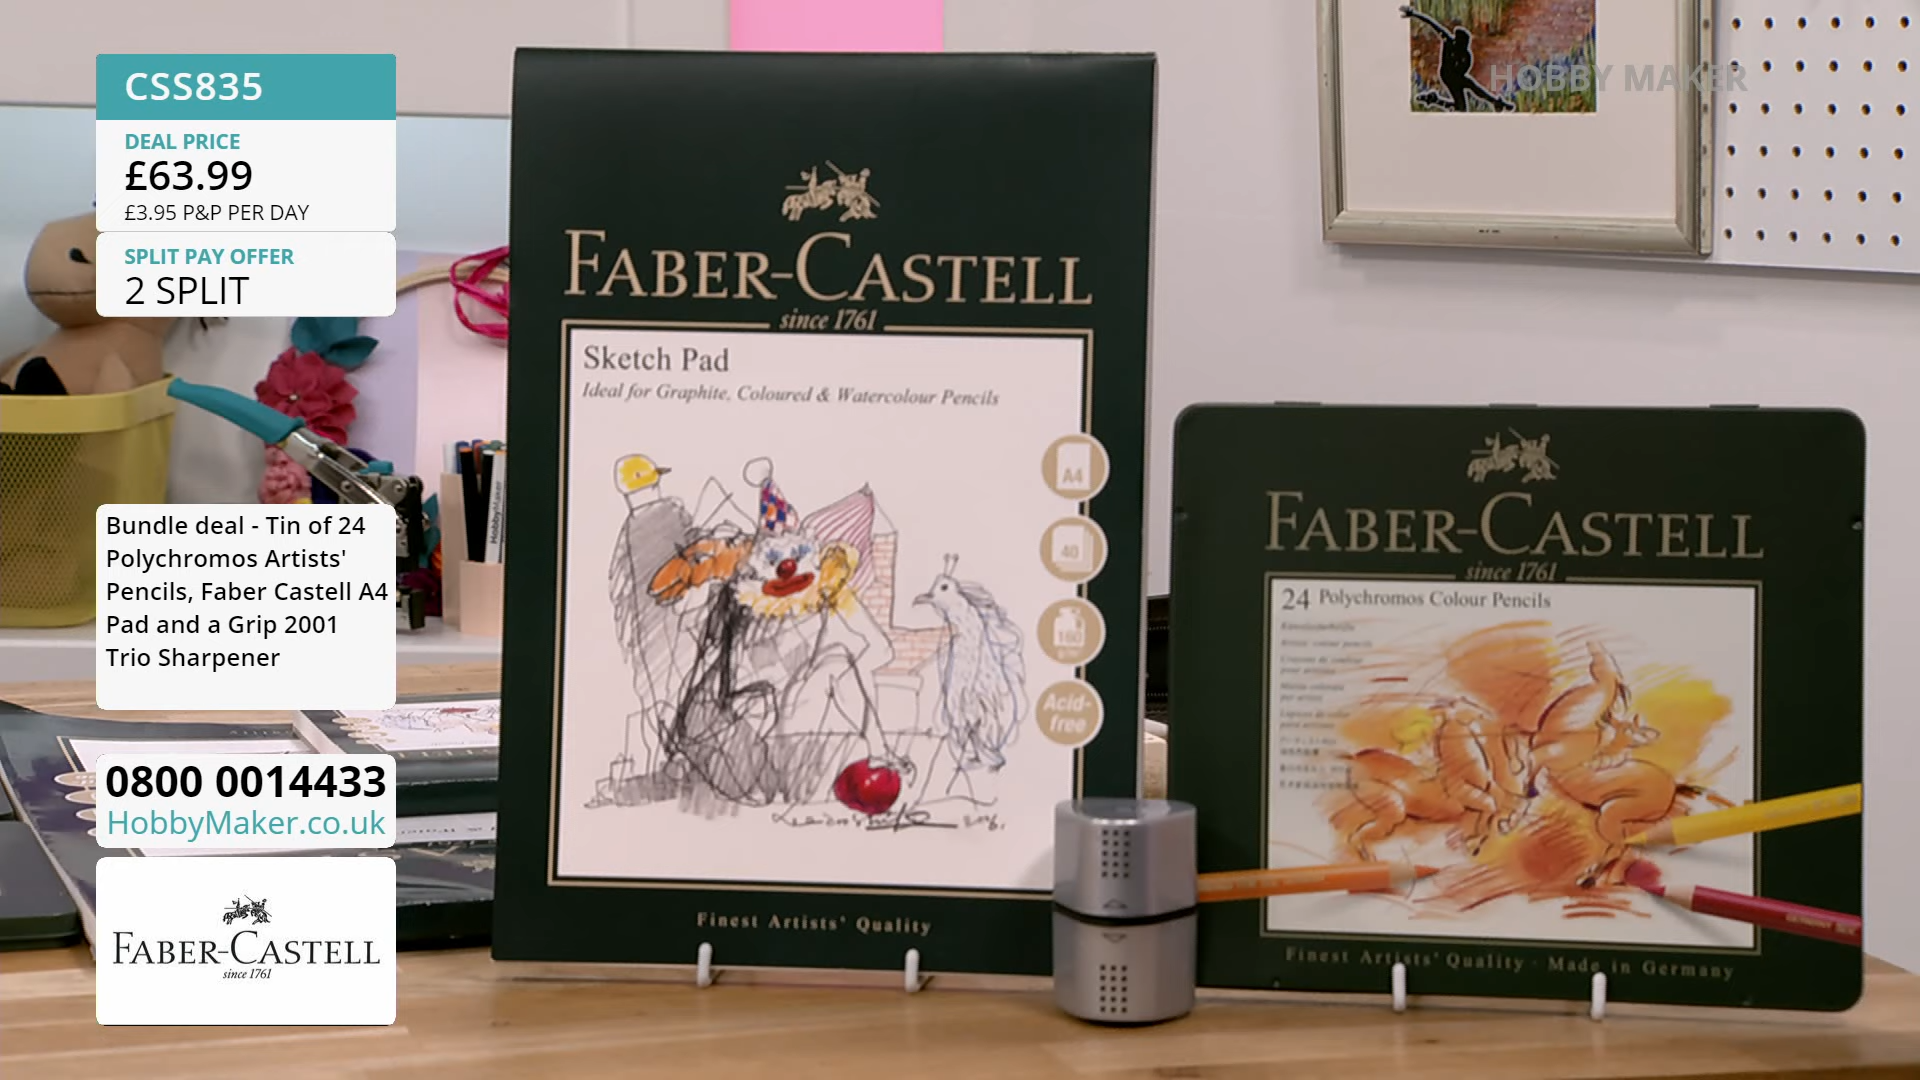 CSS835
DEAL PRICE
£63.99
£3.95 P&P PER DAY
SPLIT PAY OFFER
2 SPLIT
Bundle deal - Tin of 24
Polychromos Artists'
Pencils, Faber Castell A4
Pad and a Grip 2001
Trio Sharpener
0800 0014433
HobbyMaker.co.uk
FABER-CASTELL
since 1761
HOBBY MAKER
FABER-CASTELL
since 1761
Sketch Pad
Ideal for Graphite, Coloured & Watercolour Pencils
A4
40
160
Acid-
free
Finest Artists' Quality
HobbyMaker
FABER-CASTELL
since 1761
24 Polychromos Colour Pencils
Finest Artists' Quality · Made in Germany